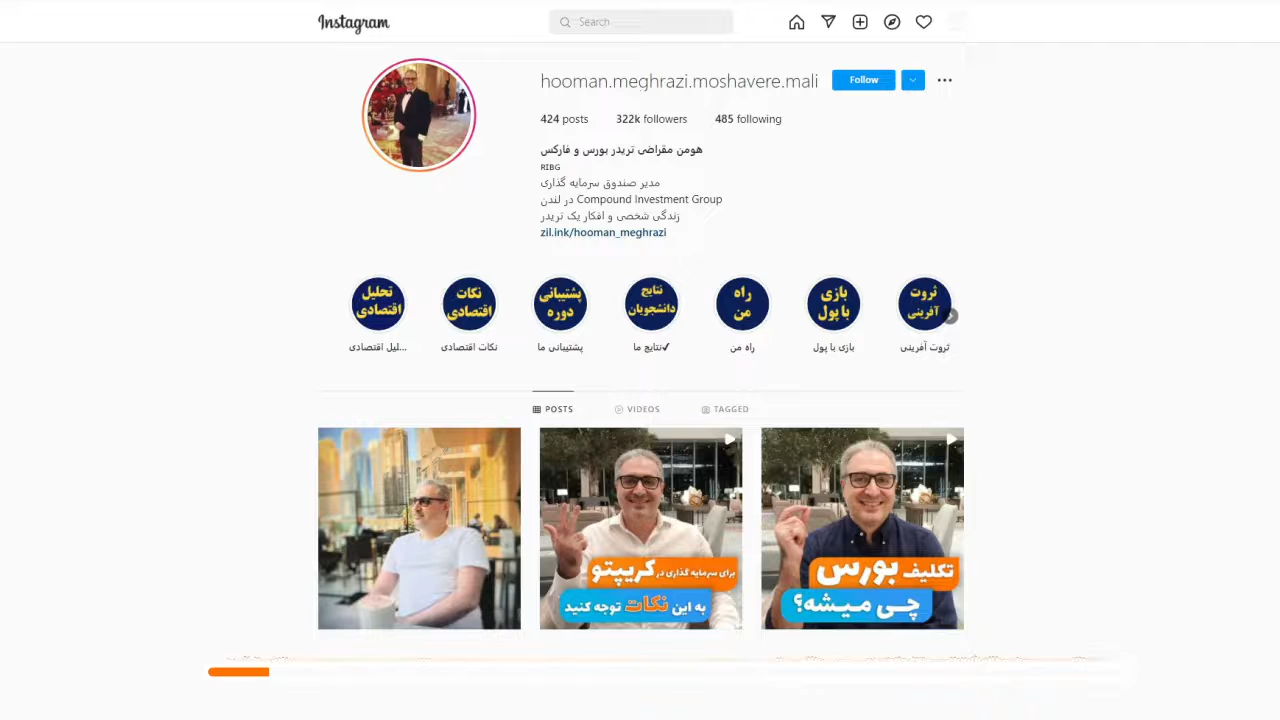 Instagram
Search
hooman.meghrazi.moshavere.mali
Follow
424 posts
322k followers
485 following
هومن مقراضی تریدر بورس و فارکس
RIBG
مدیر صندوق سرمایه گذاری
Compound Investment Group در لندن
زندگی شخصی و افکار یک تریدر
zil.ink/hooman_meghrazi
تحلیل
اقتصادی
نکات
اقتصادی
پشتیبانی
دوره
نتایج
دانشجویان
راه
من
بازی
با پول
ثروت
آفرینی
...لیل اقتصادی
نکات اقتصادی
پشتیبانی ما
نتایج ما✔
راه من
بازی با پول
ثروت آفرینی
POSTS
VIDEOS
TAGGED
برای سرمایه گذاری در کریپتو
به این نکات توجه کنید
تکلیف بورس
چی میشه؟